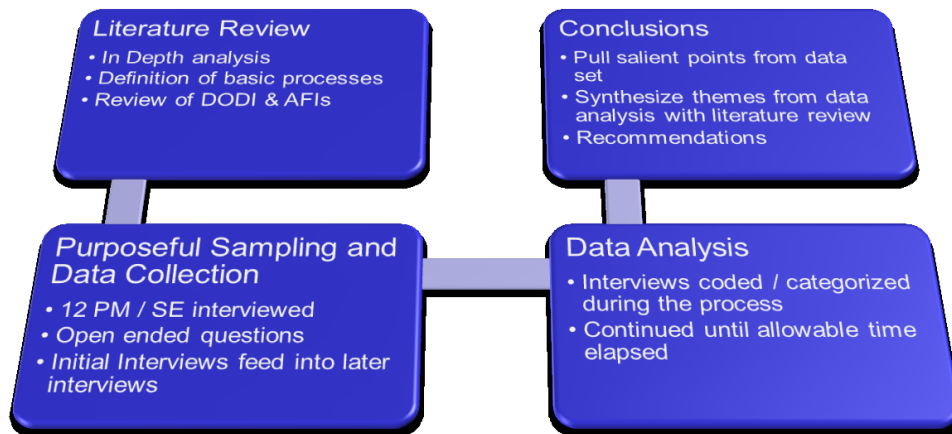 Literature Review
• In Depth analysis
• Definition of basic processes
• Review of DODI & AFIs
Purposeful Sampling and
Data Collection
• 12 PM / SE interviewed
• Open ended questions
• Initial Interviews feed into later
interviews
Data Analysis
• Interviews coded / categorized
during the process
• Continued until allowable time
elapsed
Conclusions
• Pull salient points from data
set
• Synthesize themes from data
analysis with literature review
• Recommendations